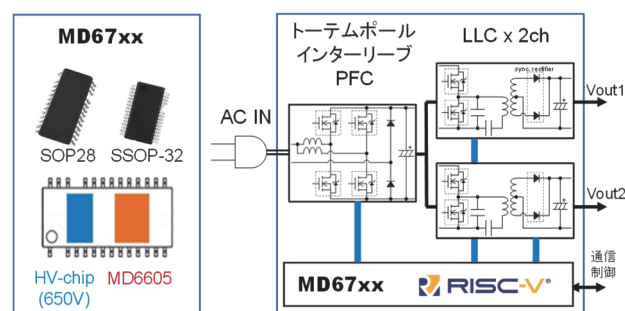 MD67xx
SOP28
SSOP-32
HV-chip
(650V)
MD6605
AC IN
トーテムポール
インターリーブ
PFC
LLC x 2ch
sync. rectifier
Vout1
Vout2
通信
制御
MD67xx
RISC-V®